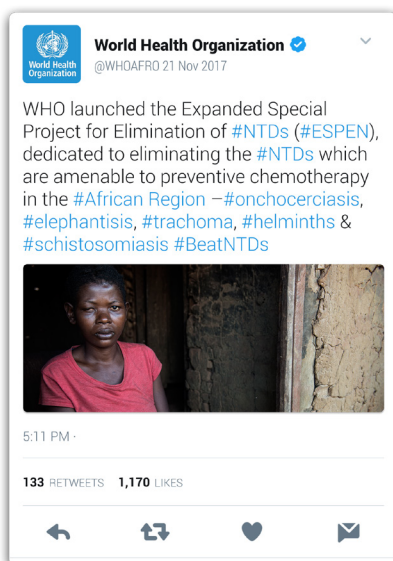 World Health
Organization
World Health Organization
@WHOAFRO 21 Nov 2017
WHO launched the Expanded Special
Project for Elimination of #NTDs (#ESPEN),
dedicated to eliminating the #NTDs which
are amenable to preventive chemotherapy
in the #African Region –#onchocerciasis,
#elephantisis, #trachoma, #helminths &
#schistosomiasis #BeatNTDs
5:11 PM ·
133 RETWEETS 1,170 LIKES